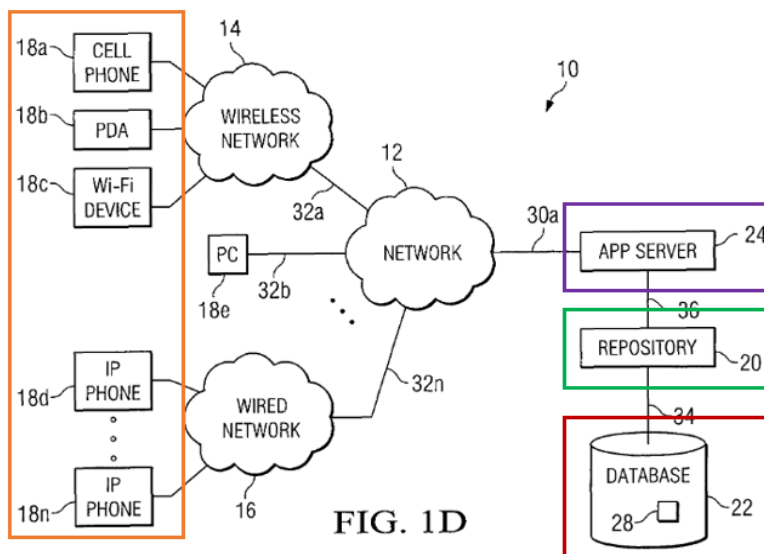 14
18a
CELL
PHONE
10
18b
PDA
WIRELESS
NETWORK
12
18c
Wi-Fi
DEVICE
32a
30a
APP SERVER
24
PC
NETWORK
32b
18e
36
REPOSITORY
20
18d
IP
PHONE
32n
34
WIRED
NETWORK
DATABASE
22
28
18n
IP
PHONE
16
FIG. 1D